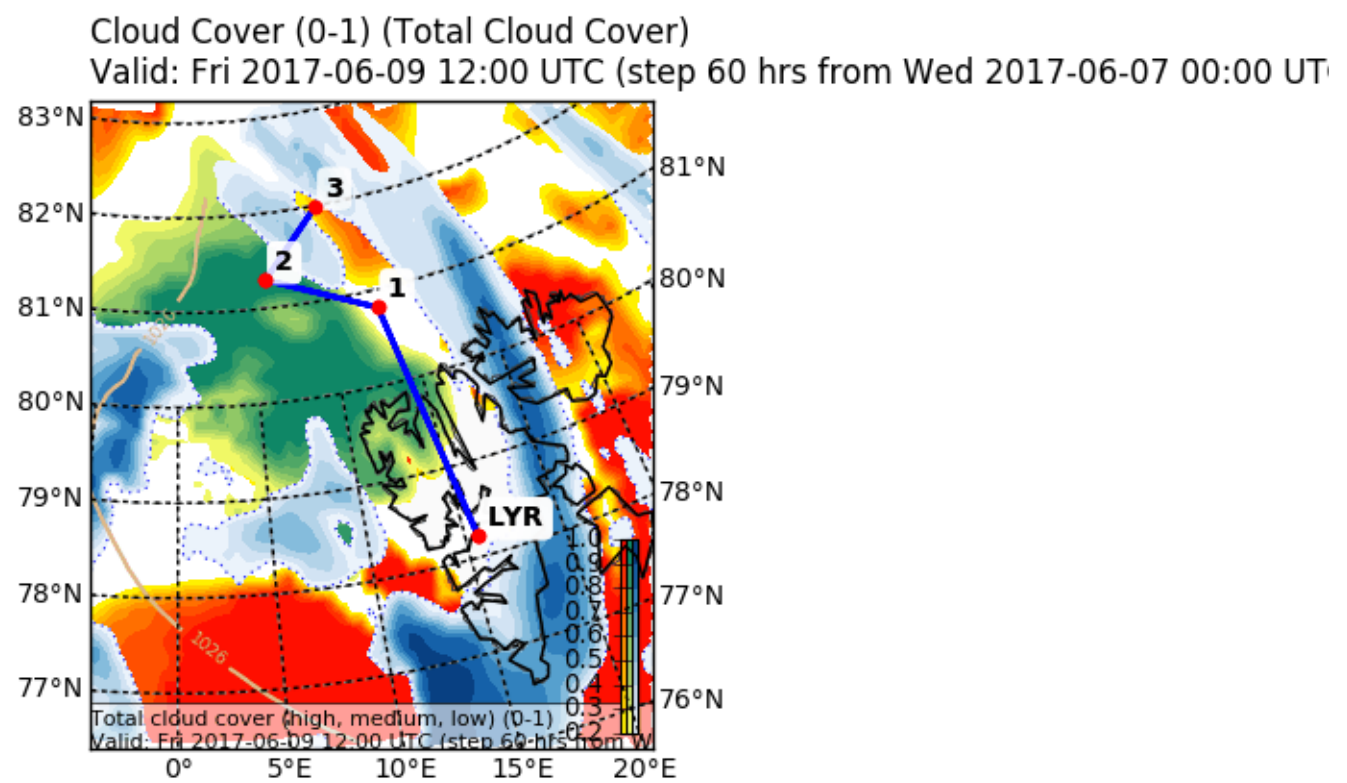 Cloud Cover (0-1) (Total Cloud Cover)
Valid: Fri 2017-06-09 12:00 UTC (step 60 hrs from Wed 2017-06-07 00:00 UT
83°N
81°N
3
82°N
2
80°N
1
81°N
1020
79°N
80°N
79°N
78°N
LYR
1.0
0.9
78°N
0.8
77°N
0.7
1026
0.6
0.5
77°N
0.4
76°N
0.3
Total cloud cover (high, medium, low) (0-1)
0.2
Valid: Fri 2017-06-09 12:00 UTC (step 60 hrs from W
0° 5°E 10°E 15°E 20°E